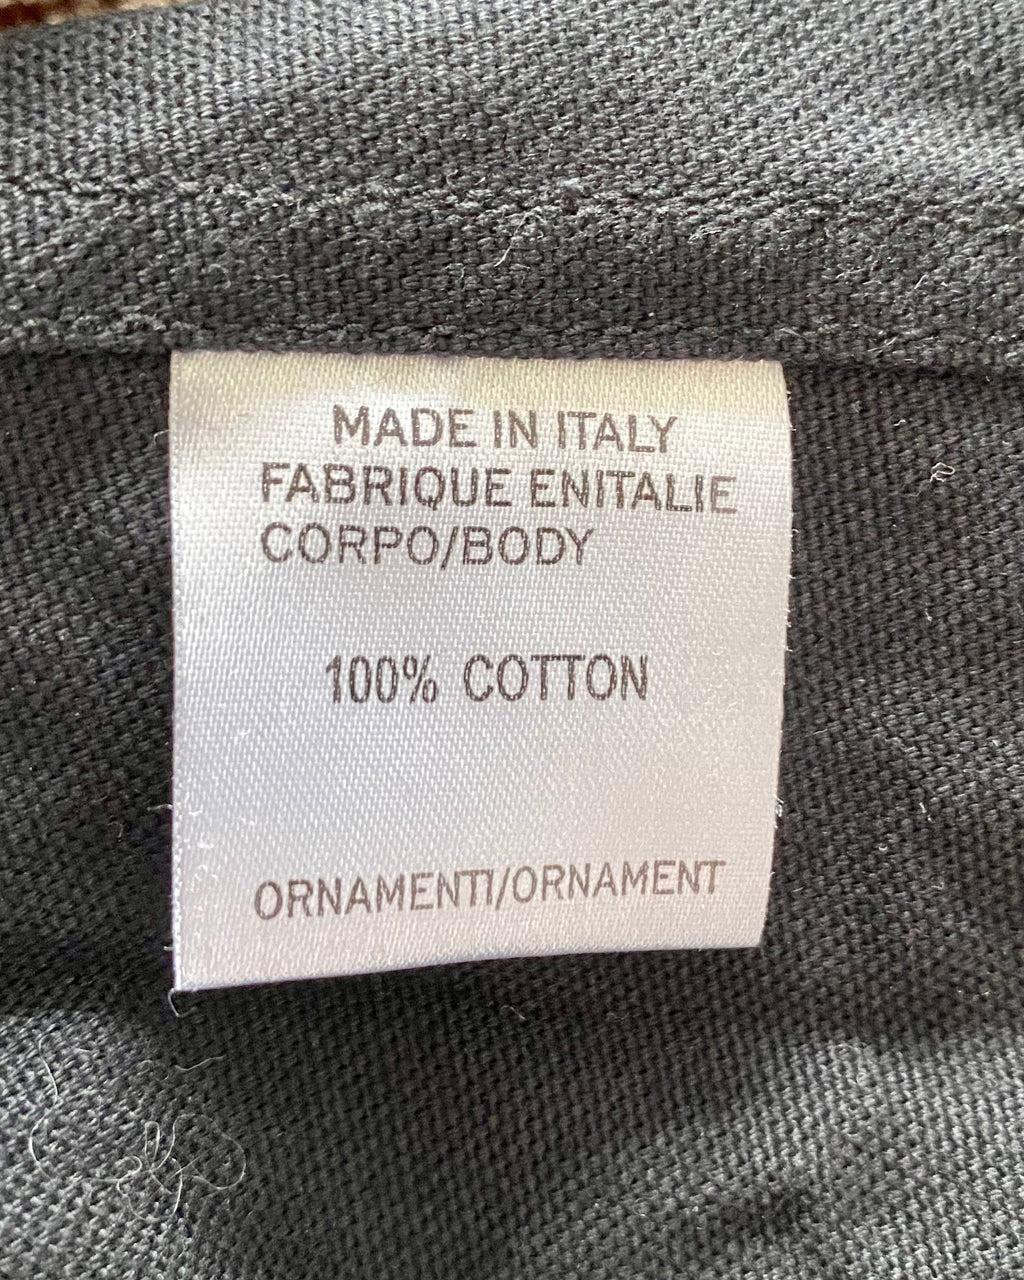 MADE IN ITALY
FABRIQUE ENITALIE
CORPO/BODY
100% COTTON
ORNAMENTI/ORNAMENT